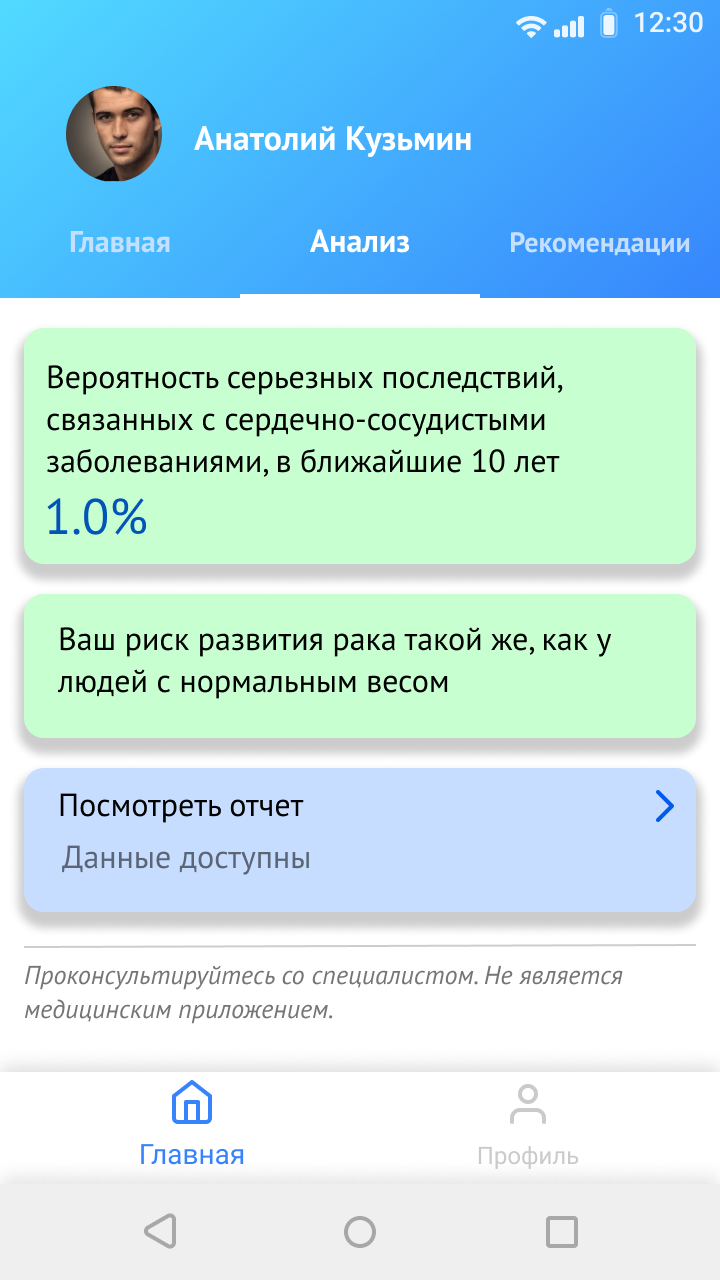 12:30
Анатолий Кузьмин
Главная
Анализ
Рекомендации
Вероятность серьезных последствий,
связанных с сердечно-сосудистыми
заболеваниями, в ближайшие 10 лет
1.0%
Ваш риск развития рака такой же, как у
людей с нормальным весом
Посмотреть отчет
Данные доступны
Проконсультируйтесь со специалистом. Не является
медицинским приложением.
Главная
Профиль